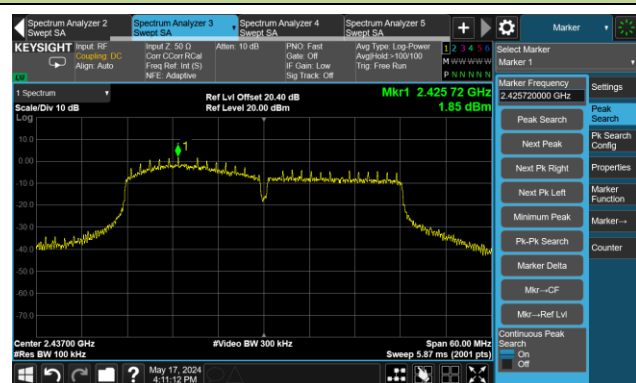 Spectrum Analyzer 2
Swept SA
Spectrum Analyzer 3
Swept SA
Spectrum Analyzer 4
Swept SA
Spectrum Analyzer 5
Swept SA
Marker
KEYSIGHT
Input: RF
Coupling: DC
Align: Auto
Input Z: 50 Ω
Corr CCorr RCal
Freq Ref: Int (S)
NFE: Adaptive
Atten: 10 dB
PNO: Fast
Gate: Off
IF Gain: Low
Sig Track: Off
Avg Type: Log-Power
Avg|Hold:>100/100
Trig: Free Run
1 2 3 4 5 6
M W W W W W
P N N N N N
LW
Select Marker
Marker 1
1 Spectrum
Scale/Div 10 dB
Log
Ref Lvl Offset 20.40 dB
Ref Level 20.00 dBm
Mkr1 2.425 72 GHz
1.85 dBm
10.0
0.00
-10.0
-20.0
-30.0
-40.0
-50.0
-60.0
-70.0
1
Center 2.43700 GHz
#Res BW 100 kHz
#Video BW 300 kHz
Span 60.00 MHz
Sweep 5.87 ms (2001 pts)
Marker Frequency
2.425720000 GHz
Peak Search
Next Peak
Next Pk Right
Next Pk Left
Minimum Peak
Pk-Pk Search
Marker Delta
Mkr→CF
Mkr→Ref Lvl
Continuous Peak
Search
On
Off
Settings
Peak
Search
Pk Search
Config
Properties
Marker
Function
Marker→
Counter
?
May 17, 2024
4:11:12 PM